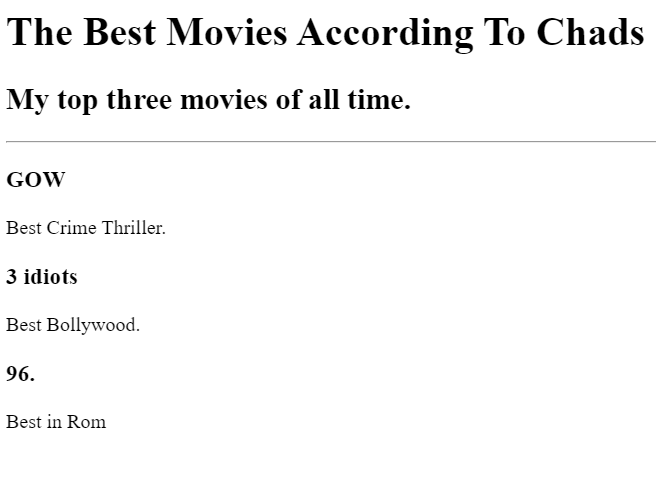 The Best Movies According To Chads
My top three movies of all time.
GOW
Best Crime Thriller.
3 idiots
Best Bollywood.
96.
Best in Rom